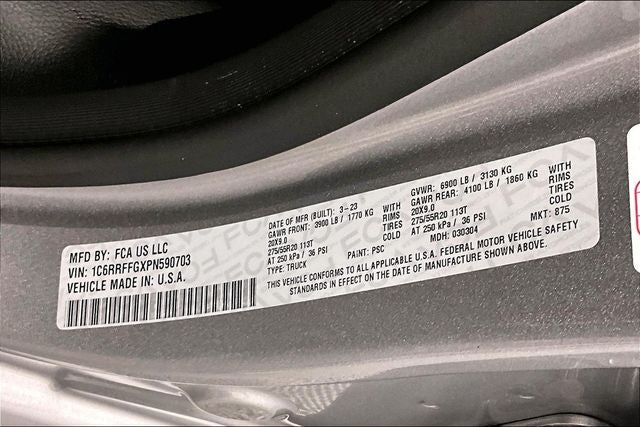 MFD BY: FCA US LLC
VIN: 1C6RRFFGXPN590703
VEHICLE MADE IN: U.S.A.
DATE OF MFR (BUILT): 3-23
GAWR FRONT: 3900 LB / 1770 KG WITH
20X9.0 RIMS
275/55R20 113T TIRES
AT 250 kPa / 36 PSI COLD
TYPE: TRUCK PAINT: PSC
GVWR: 6900 LB / 3130 KG
GAWR REAR: 4100 LB / 1860 KG WITH
20X9.0 RIMS
275/55R20 113T TIRES
AT 250 kPa / 36 PSI COLD
MDH: 030304 MKT: 875
THIS VEHICLE CONFORMS TO ALL APPLICABLE U.S.A. FEDERAL MOTOR VEHICLE SAFETY
STANDARDS IN EFFECT ON THE DATE OF MANUFACTURE SHOWN ABOVE.